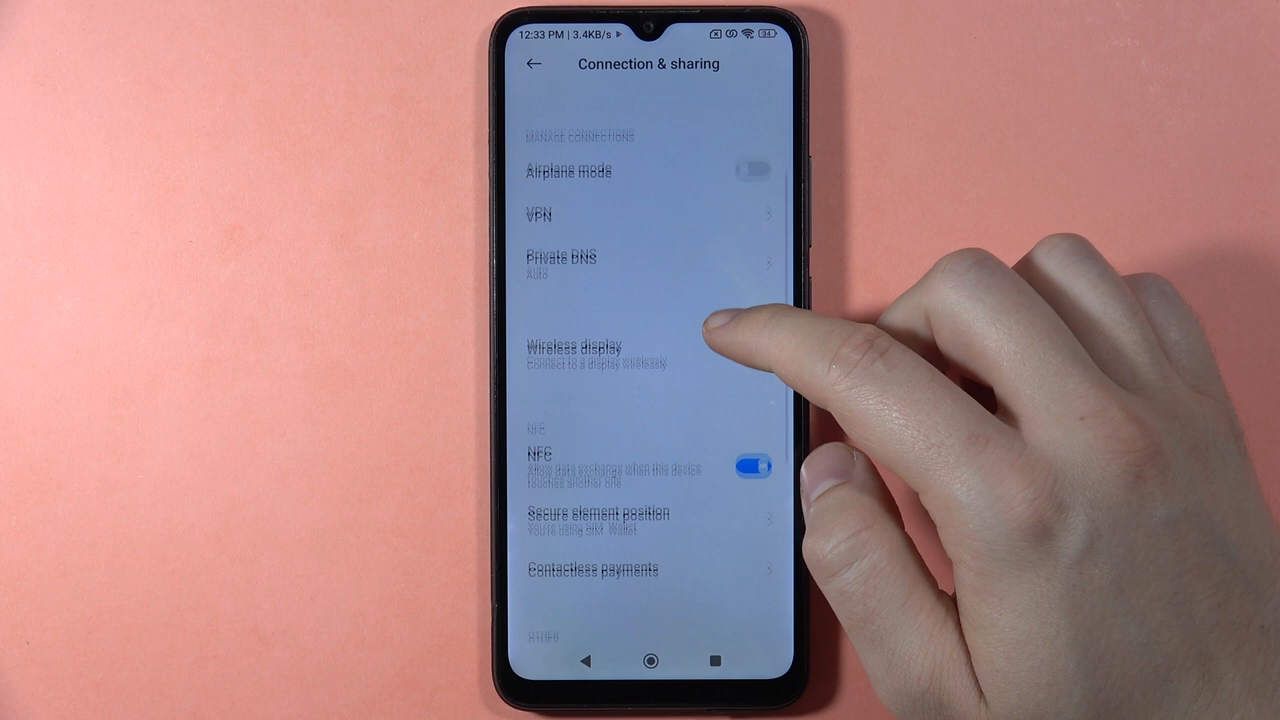 12:33 PM | 3.4KB/s
34
Connection & sharing
MANAGE CONNECTIONS
Airplane mode
VPN
Private DNS
Auto
Wireless display
Connect to a display wirelessly
NFC
NFC
Allow data exchange when this device
touches another one
Secure element position
You're using SIM Wallet
Contactless payments
OTHER